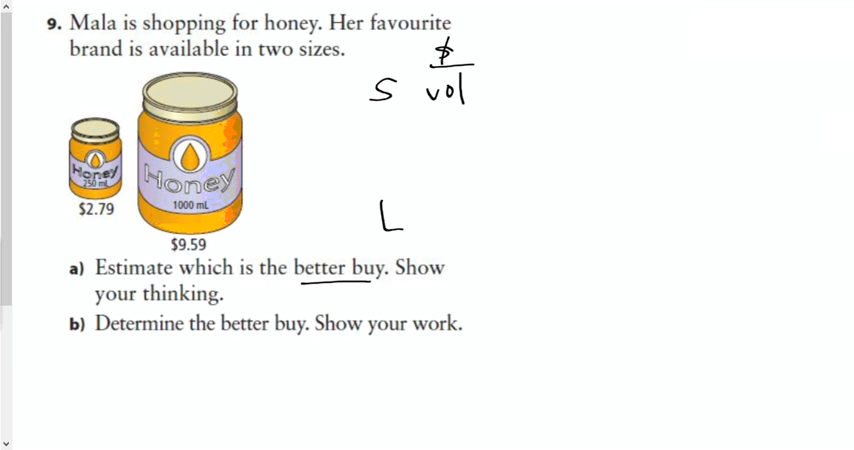 9. Mala is shopping for honey. Her favourite
brand is available in two sizes.
$
S vol
Honey
250 mL
$2.79
Honey
1000 mL
$9.59
L
a) Estimate which is the better buy. Show
your thinking.
b) Determine the better buy. Show your work.